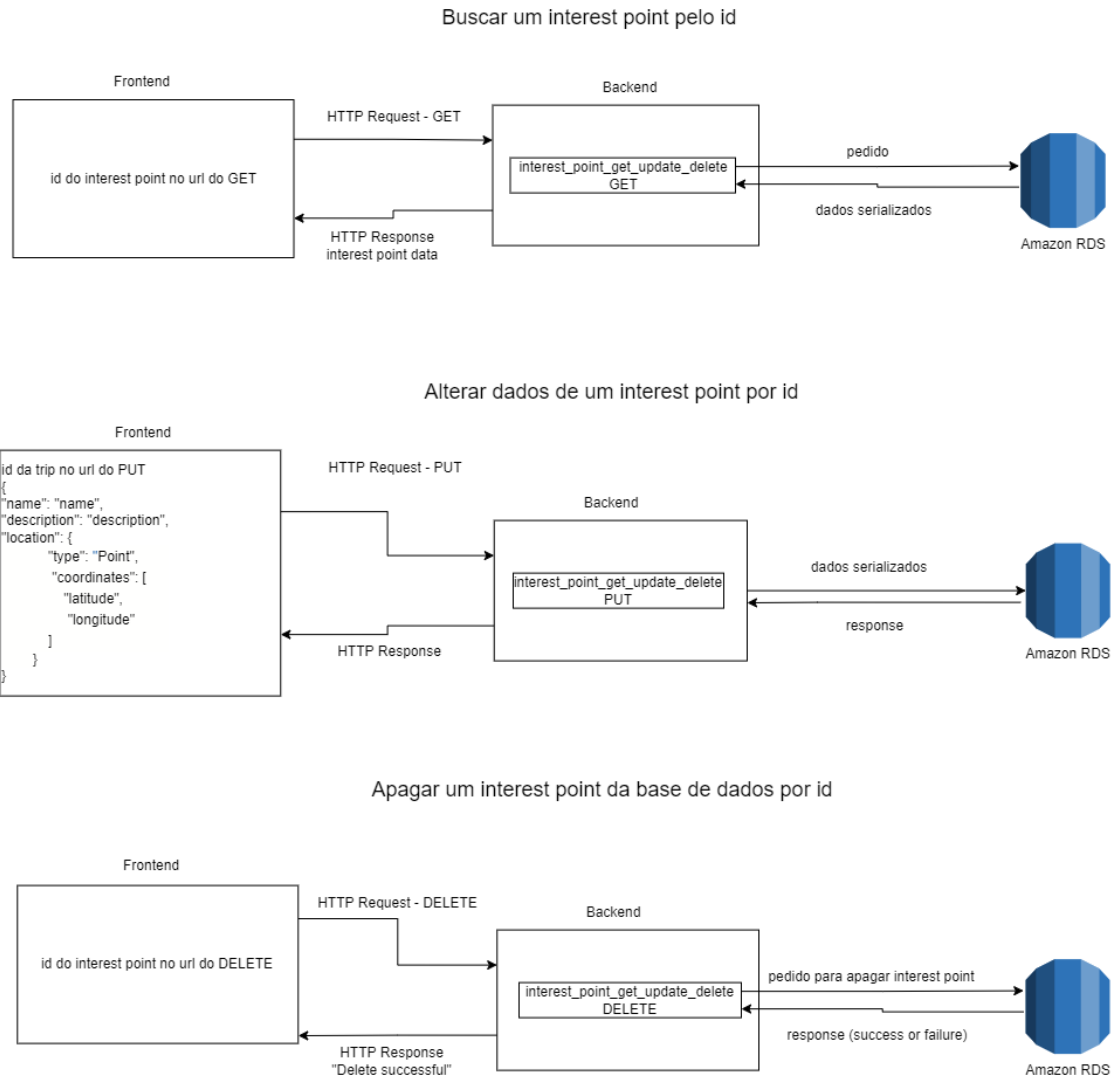 Buscar um interest point pelo id
Frontend
Backend
HTTP Request - GET
id do interest point no url do GET
interest_point_get_update_delete
GET
pedido
dados serializados
HTTP Response
interest point data
Amazon RDS
Alterar dados de um interest point por id
Frontend
HTTP Request - PUT
id da trip no url do PUT
{
"name": "name",
"description": "description",
"location": {
"type": "Point",
"coordinates": [
"latitude",
"longitude"
]
}
}
Backend
interest_point_get_update_delete
PUT
dados serializados
response
HTTP Response
Amazon RDS
Apagar um interest point da base de dados por id
Frontend
HTTP Request - DELETE
Backend
id do interest point no url do DELETE
interest_point_get_update_delete
DELETE
pedido para apagar interest point
response (success or failure)
HTTP Response
"Delete successful"
Amazon RDS